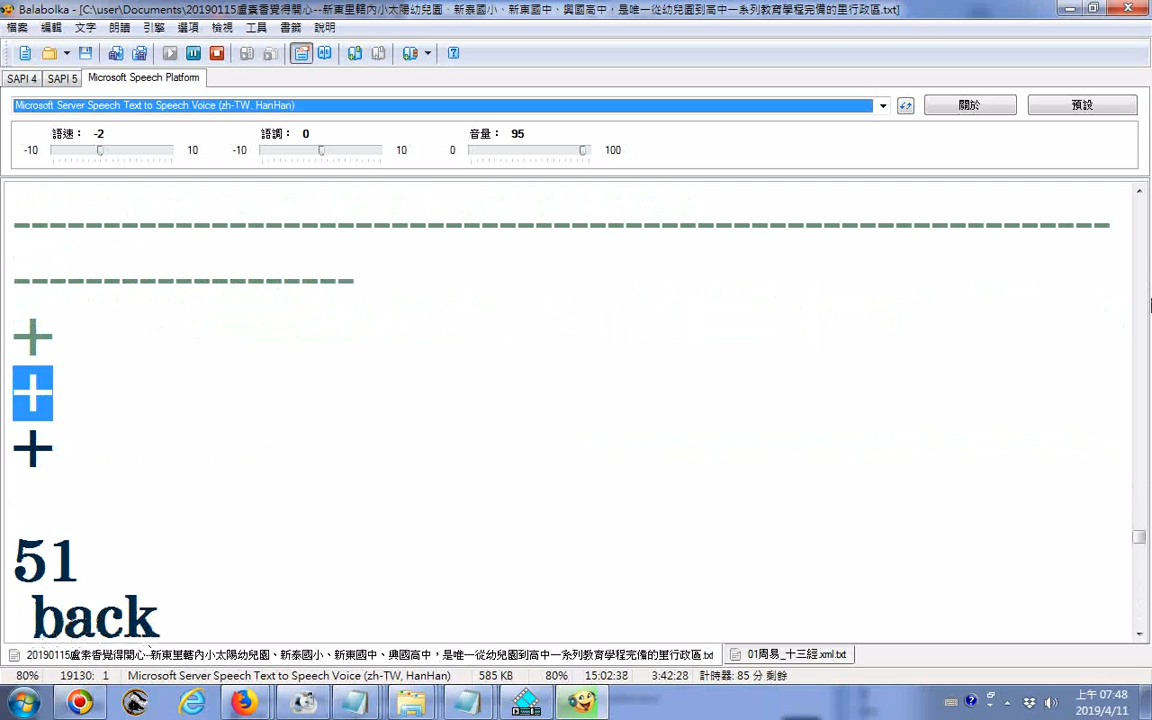 Balabolka - [C:\user\Documents\20190115盧素香覺得開心--新東里轄內小太陽幼兒園、新泰國小、新東國中、興國高中，是唯一從幼兒園到高中一系列教育學程完備的里行政區.txt]
檔案 編輯 文字 朗讀 引擎 選項 檢視 工具 書籤 說明
SAPI 4 SAPI 5 Microsoft Speech Platform
Microsoft Server Speech Text to Speech Voice (zh-TW, HanHan) 關於 預設
語速： -2 語調： 0 音量： 95
-10 10 -10 10 0 100
-------------------------------------------------------------
-------------------
+
+
+
51
back
20190115盧素香覺得開心--新東里轄內小太陽幼兒園、新泰國小、新東國中、興國高中，是唯一從幼兒園到高中一系列教育學程完備的里行政區.txt 01周易_十三經.xml.txt
80% 19130: 1 Microsoft Server Speech Text to Speech Voice (zh-TW, HanHan) 585 KB 80% 15:02:38 3:42:28 計時器: 85 分 剩餘
上午 07:48
2019/4/11